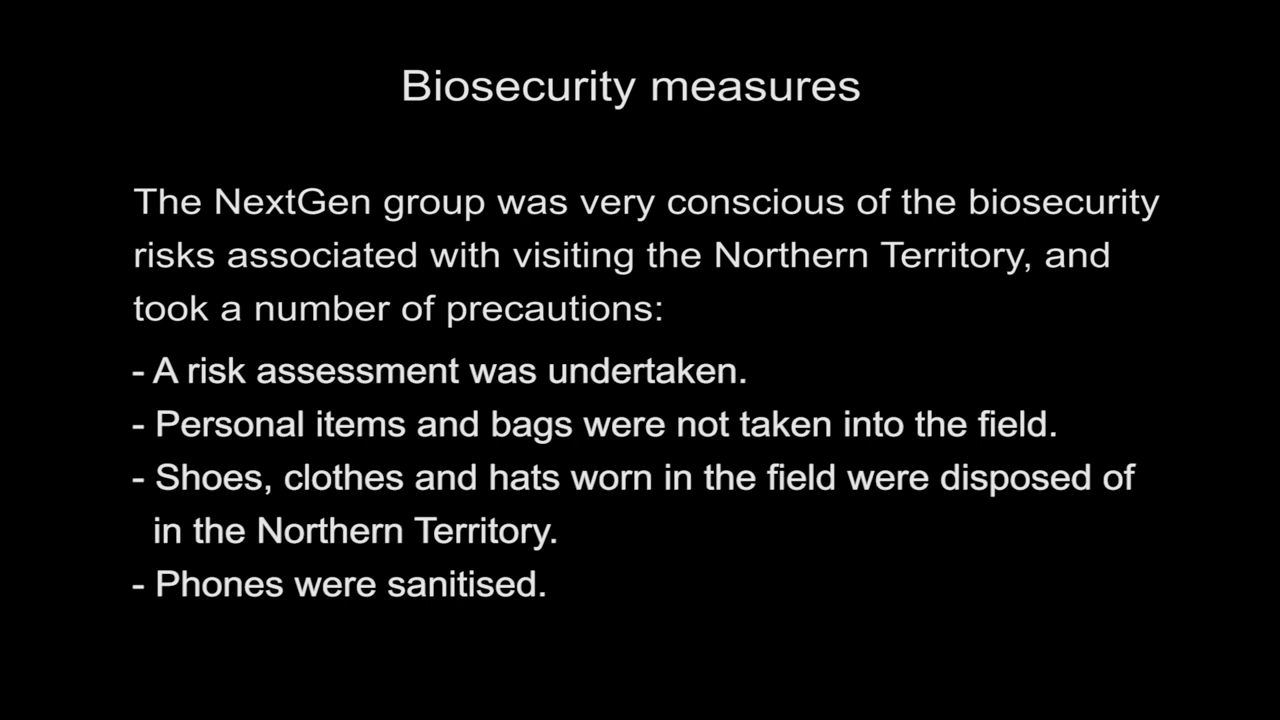 Biosecurity measures
The NextGen group was very conscious of the biosecurity
risks associated with visiting the Northern Territory, and
took a number of precautions:
- A risk assessment was undertaken.
- Personal items and bags were not taken into the field.
- Shoes, clothes and hats worn in the field were disposed of
in the Northern Territory.
- Phones were sanitised.